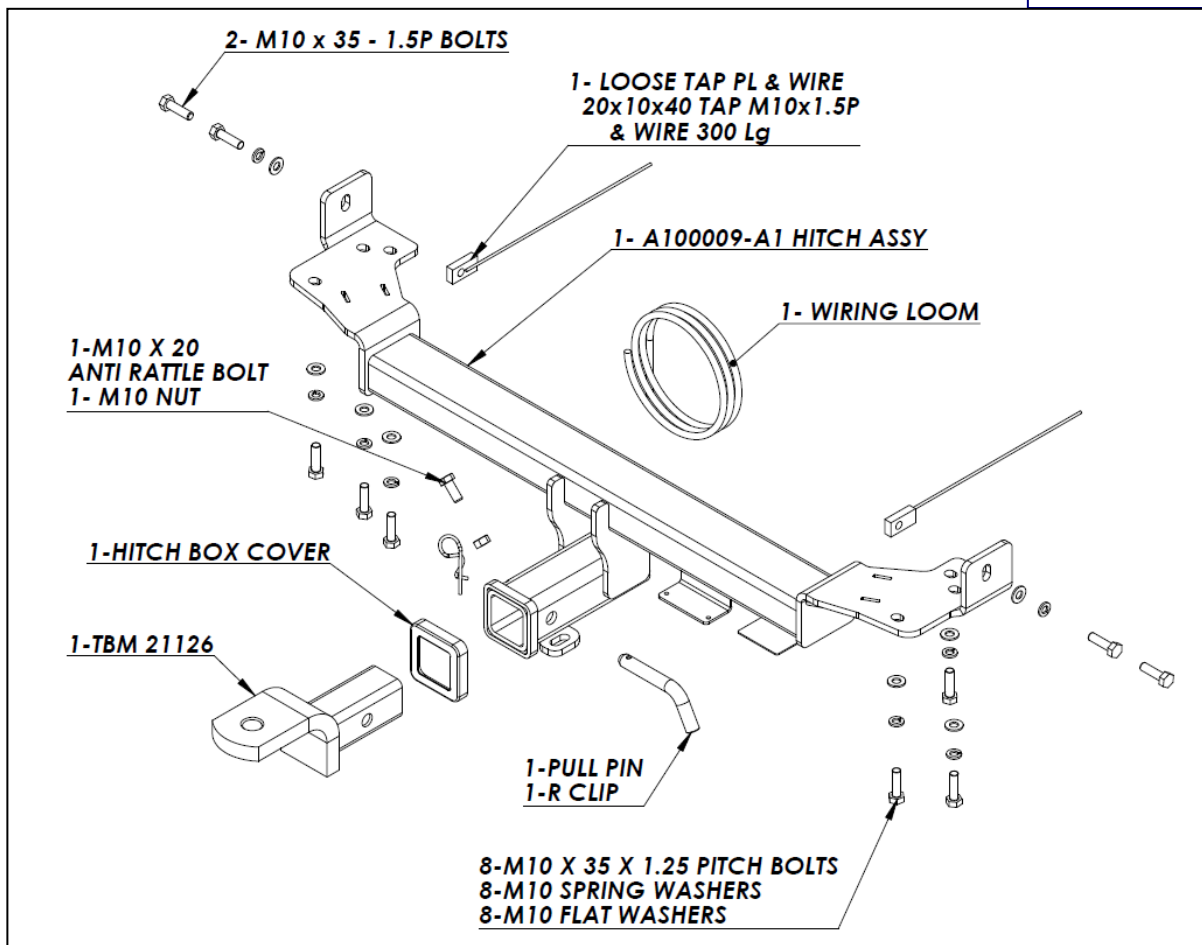 2- M10 x 35 - 1.5P BOLTS
1- LOOSE TAP PL & WIRE
20x10x40 TAP M10x1.5P
& WIRE 300 Lg
1- A100009-A1 HITCH ASSY
1- WIRING LOOM
1-M10 X 20
ANTI RATTLE BOLT
1- M10 NUT
1-HITCH BOX COVER
1-TBM 21126
1-PULL PIN
1-R CLIP
8-M10 X 35 X 1.25 PITCH BOLTS
8-M10 SPRING WASHERS
8-M10 FLAT WASHERS